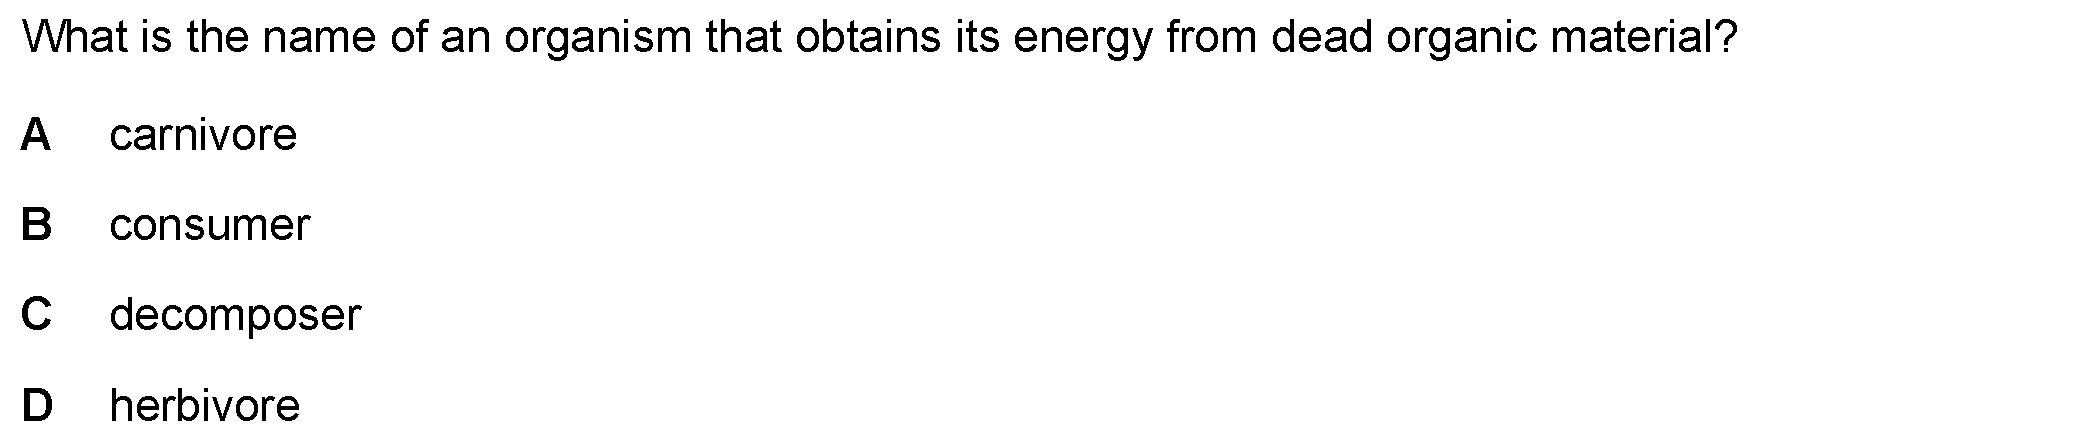 What is the name of an organism that obtains its energy from dead organic material?
A carnivore
B consumer
C decomposer
D herbivore